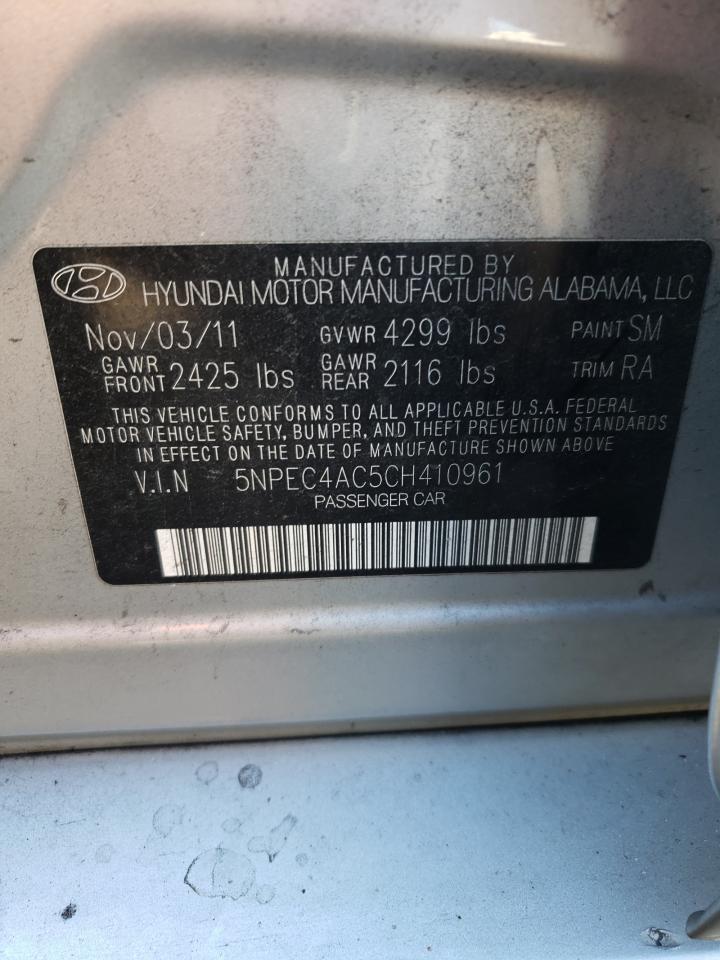 MANUFACTURED BY
HYUNDAI MOTOR MANUFACTURING ALABAMA, LLC
Nov/03/11 GVWR 4299 lbs PAINT SM
GAWR FRONT 2425 lbs GAWR REAR 2116 lbs TRIM RA
THIS VEHICLE CONFORMS TO ALL APPLICABLE U.S.A. FEDERAL
MOTOR VEHICLE SAFETY, BUMPER, AND THEFT PREVENTION STANDARDS
IN EFFECT ON THE DATE OF MANUFACTURE SHOWN ABOVE
V.I.N 5NPEC4AC5CH410961
PASSENGER CAR